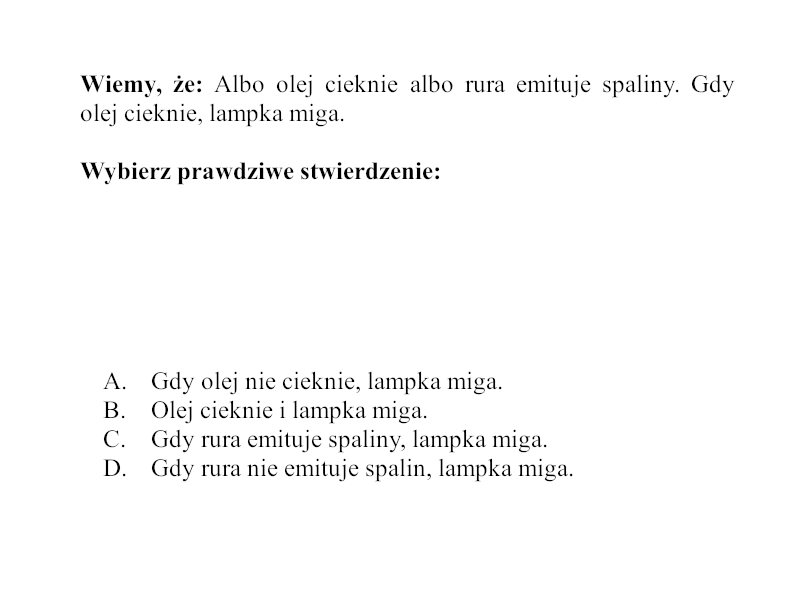 Wiemy, że: Albo olej cieknie albo rura emituje spaliny. Gdy
olej cieknie, lampka miga.
Wybierz prawdziwe stwierdzenie:
A. Gdy olej nie cieknie, lampka miga.
B. Olej cieknie i lampka miga.
C. Gdy rura emituje spaliny, lampka miga.
D. Gdy rura nie emituje spalin, lampka miga.